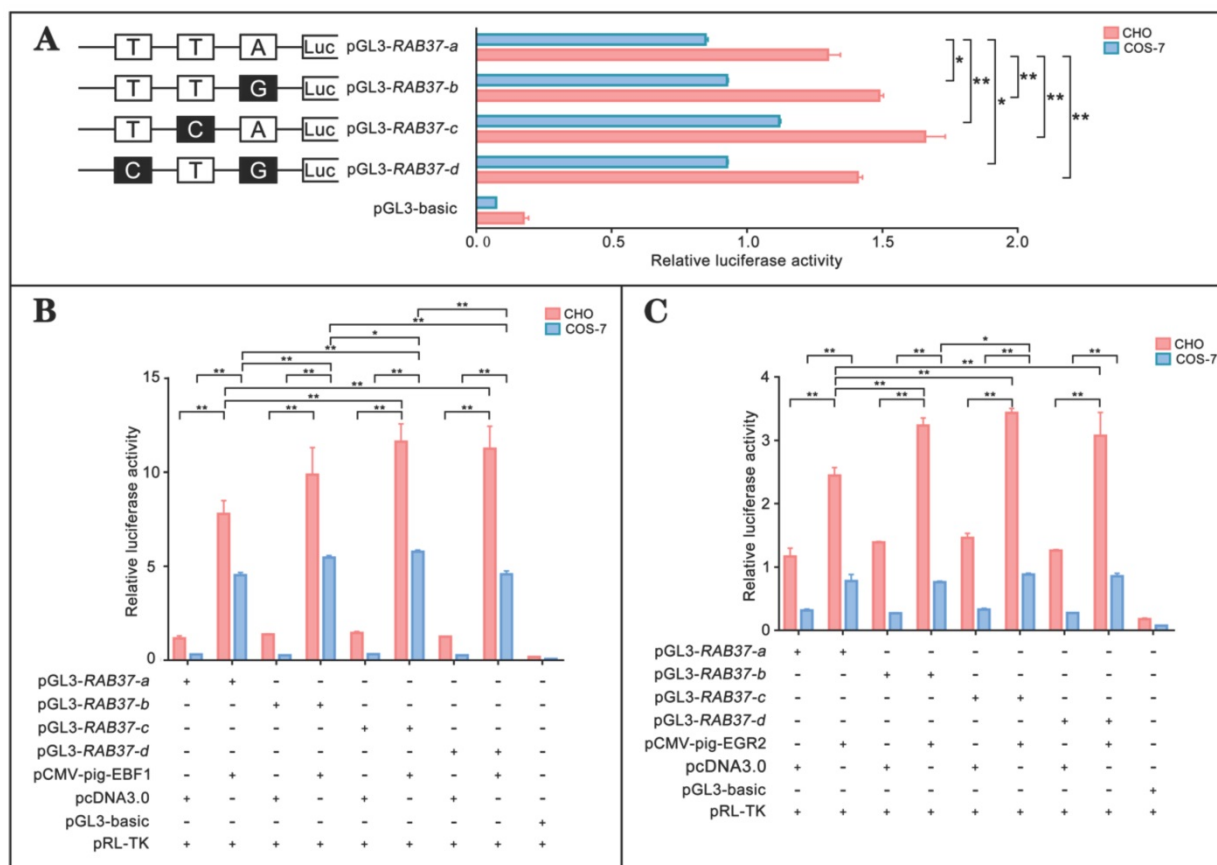 A
T T A Luc pGL3-RAB37-a
T T G Luc pGL3-RAB37-b
T C A Luc pGL3-RAB37-c
C T G Luc pGL3-RAB37-d
pGL3-basic
CHO
COS-7
* ** * ** ** **
0. 0 0.5 1.0 1.5 2.0
Relative luciferase activity
B
CHO
COS-7
**
**
*
**
**
** ** ** **
**
**
** ** ** **
15
10
5
0
Relative luciferase activity
pGL3-RAB37-a + + - - - - - - -
pGL3-RAB37-b - - + + - - - - -
pGL3-RAB37-c - - - - + + - - -
pGL3-RAB37-d - - - - - - + + -
pCMV-pig-EBF1 - + - + - + - + -
pcDNA3.0 + - + - + - + - -
pGL3-basic - - - - - - - - +
pRL-TK + + + + + + + + +
C
CHO
COS-7
*
** ** ** **
**
**
**
** ** ** **
4
3
2
1
0
Relative luciferase activity
pGL3-RAB37-a + + - - - - - - -
pGL3-RAB37-b - - + + - - - - -
pGL3-RAB37-c - - - - + + - - -
pGL3-RAB37-d - - - - - - + + -
pCMV-pig-EGR2 - + - + - + - + -
pcDNA3.0 + - + - + - + - -
pGL3-basic - - - - - - - - +
pRL-TK + + + + + + + + +